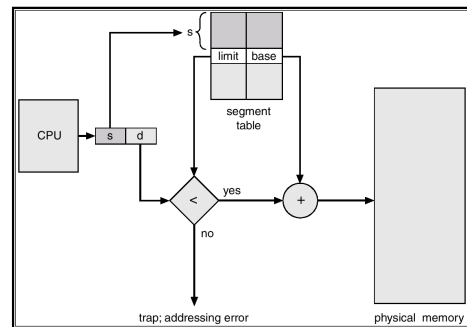 s
limit base
segment
table
CPU
s d
<
yes
+
no
trap; addressing error
physical memory